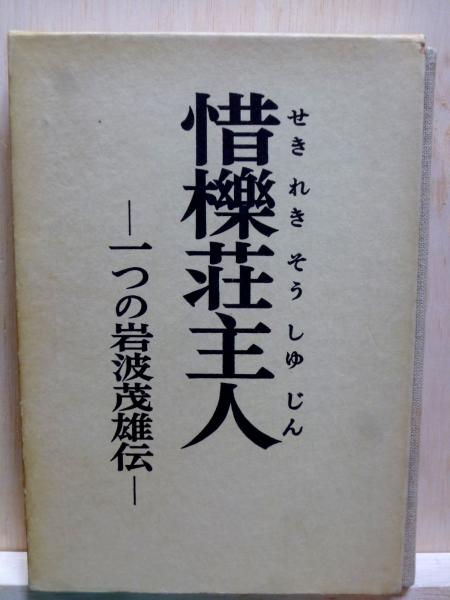 惜櫟荘主人
せきれきそうしゆじん
—一つの岩波茂雄伝—